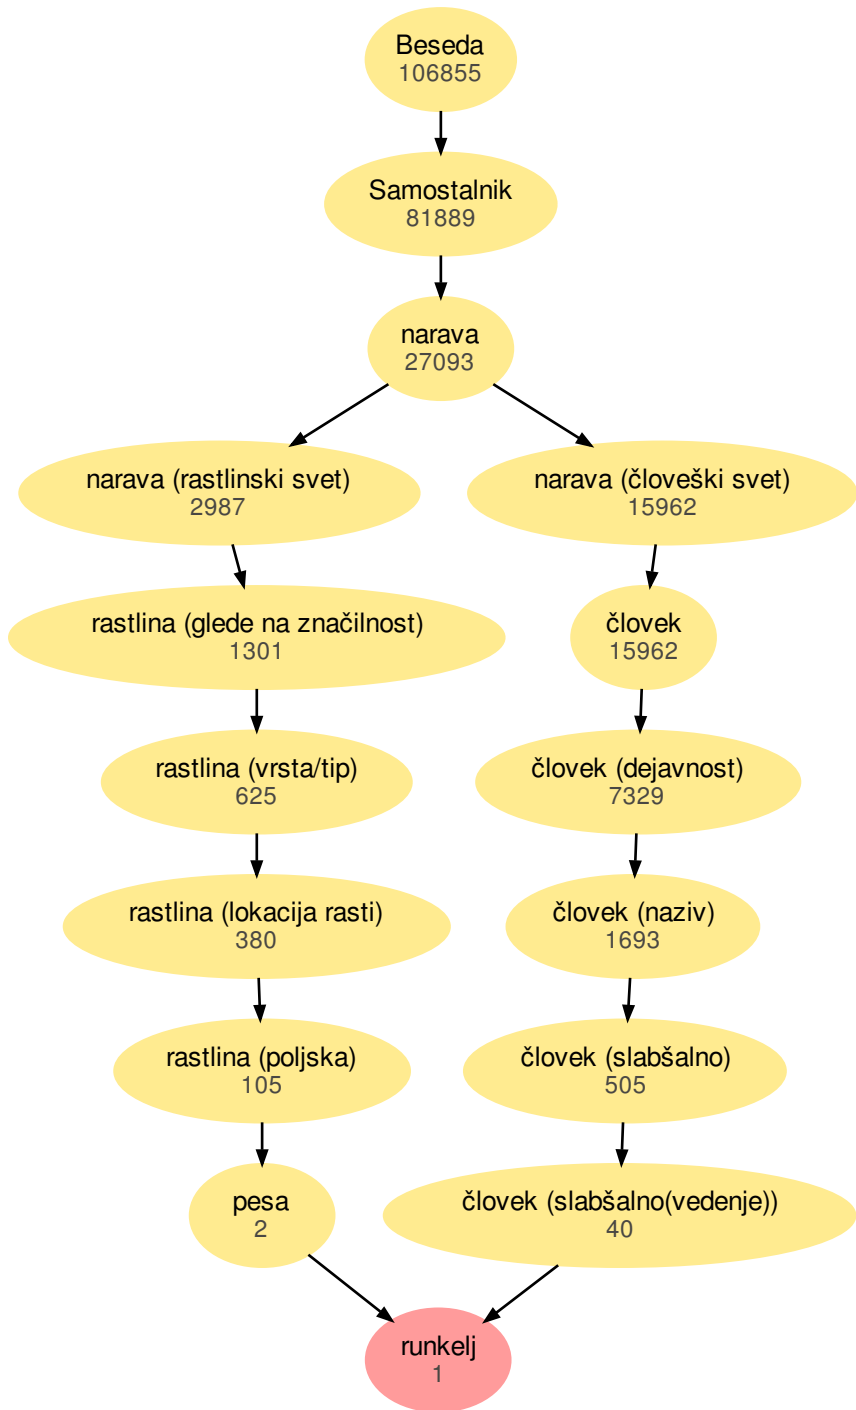 Beseda
106855
Samostalnik
81889
narava
27093
narava (rastlinski svet)
2987
narava (človeški svet)
15962
rastlina (glede na značilnost)
1301
človek
15962
rastlina (vrsta/tip)
625
človek (dejavnost)
7329
rastlina (lokacija rasti)
380
človek (naziv)
1693
rastlina (poljska)
105
človek (slabšalno)
505
pesa
2
človek (slabšalno(vedenje))
40
runkelj
1